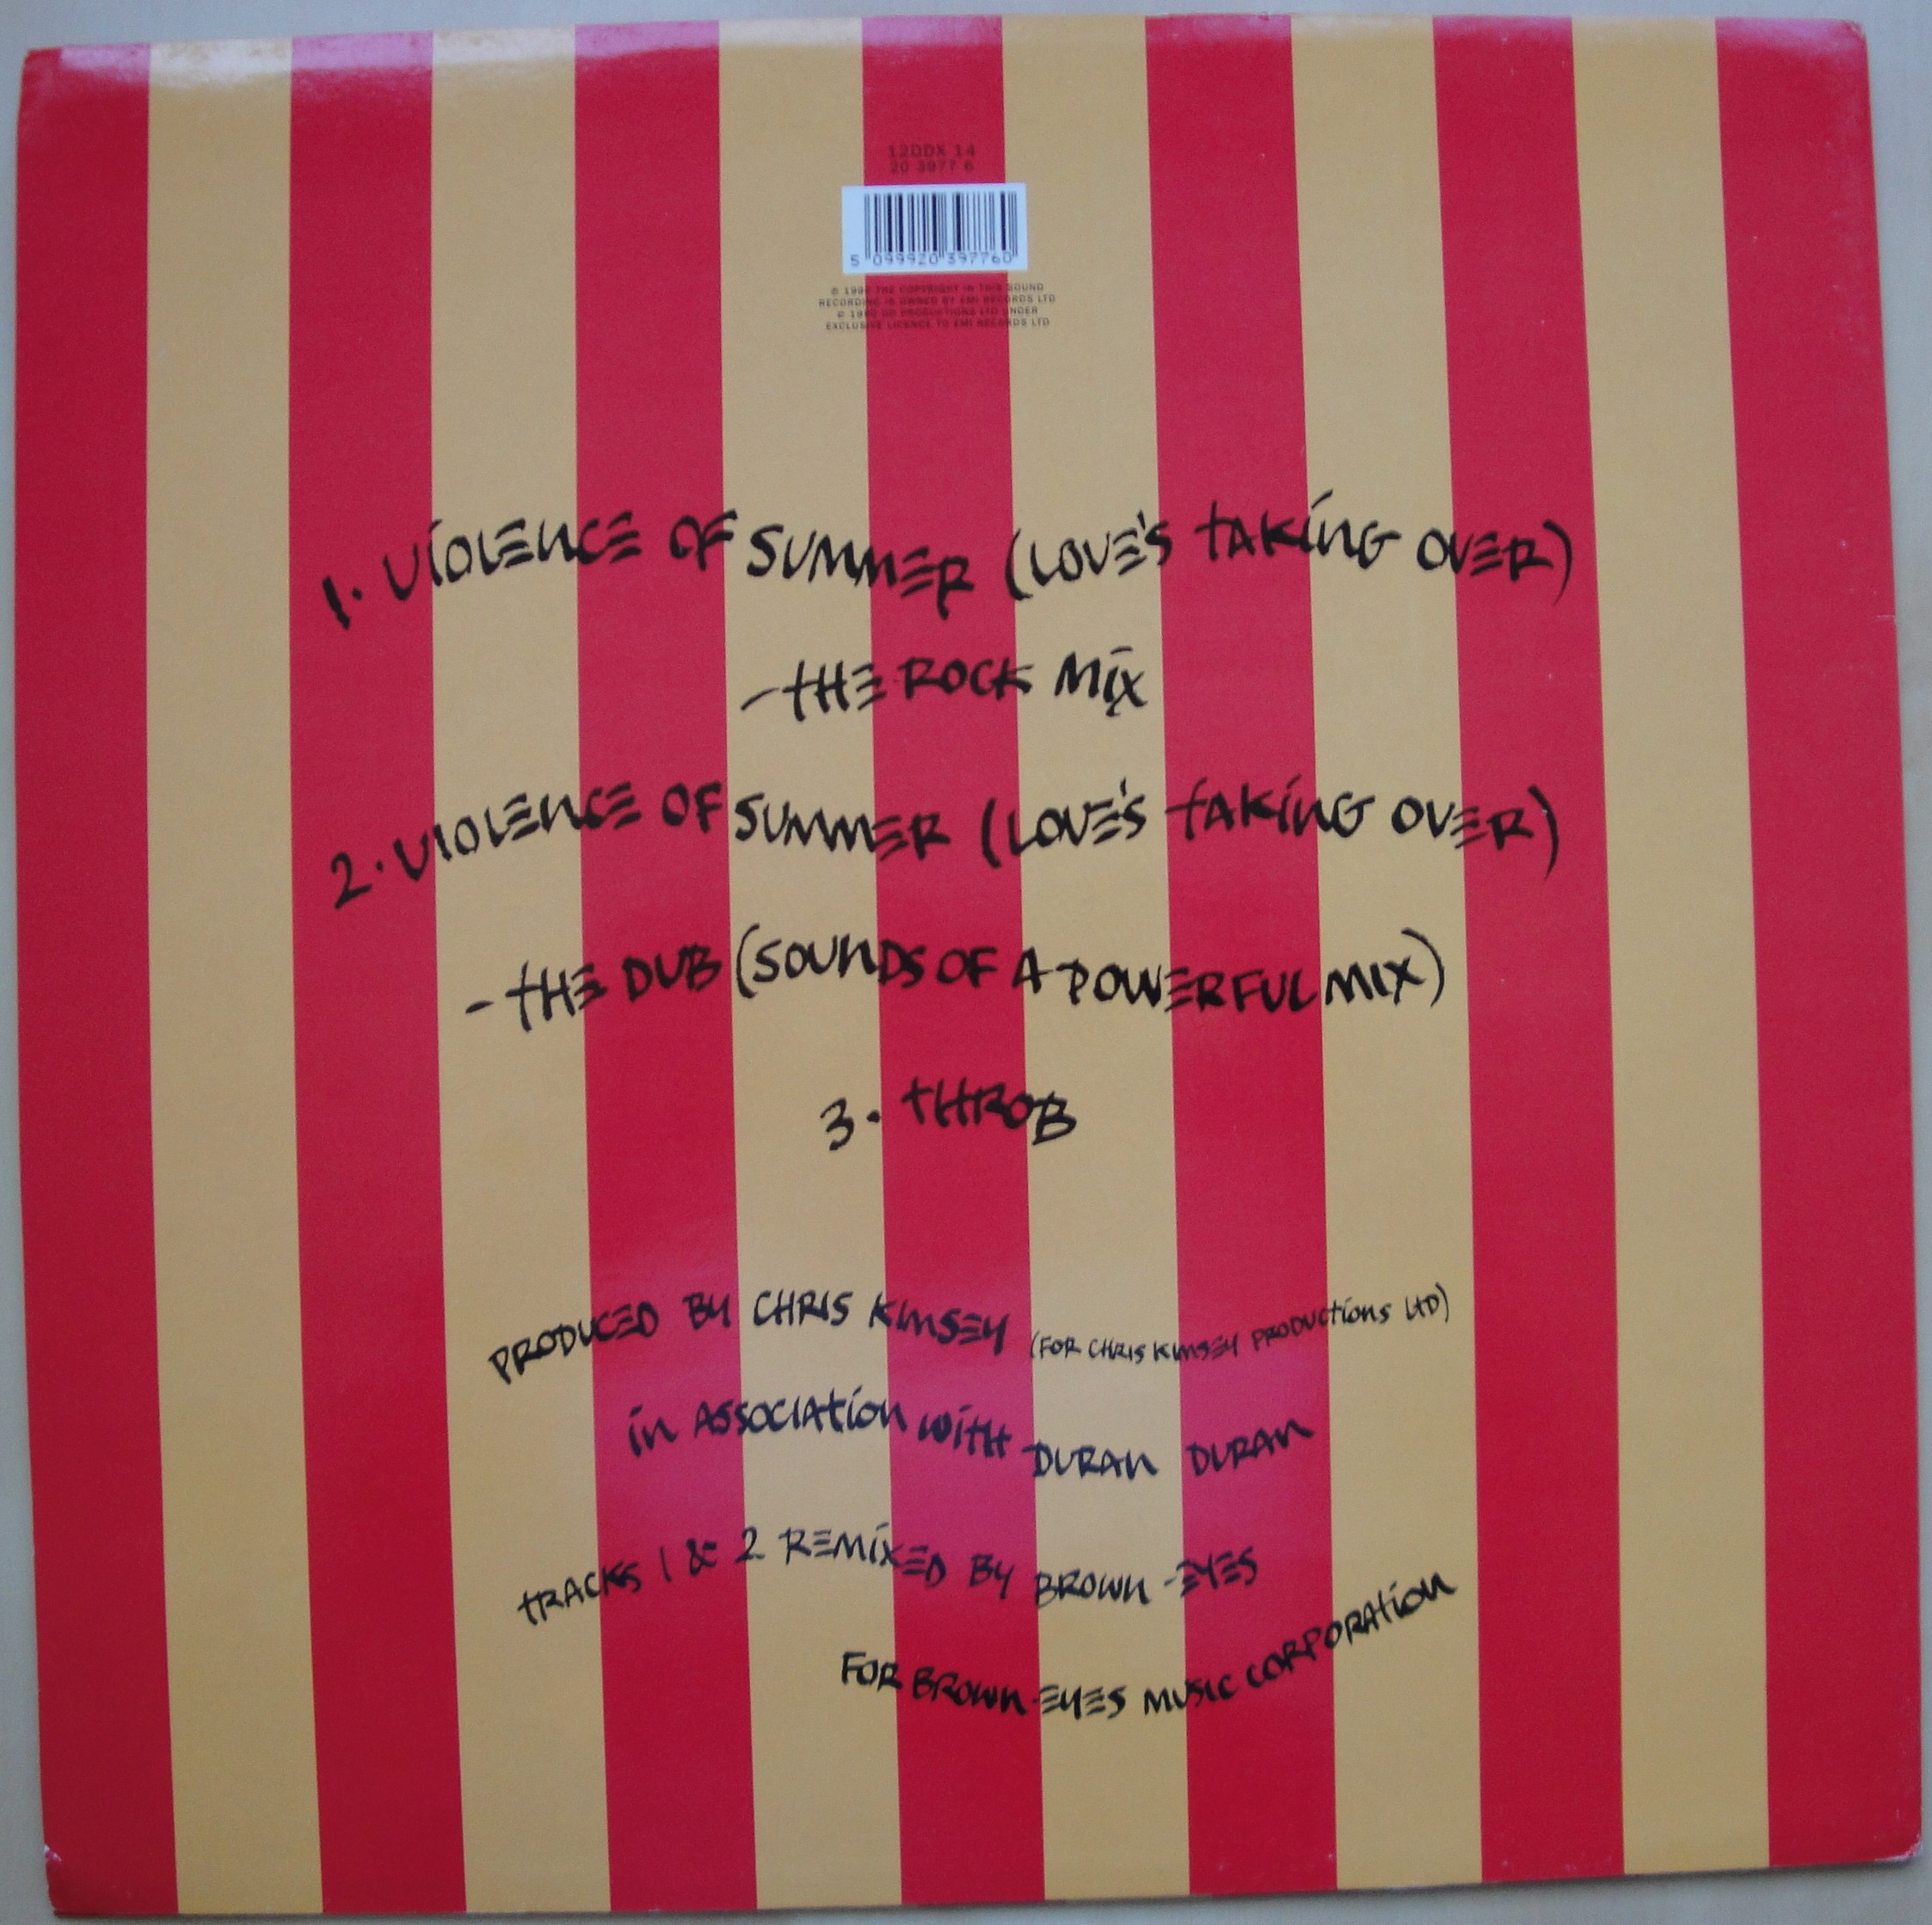 12DDX 14
20 3977 6
5 099920 397760
℗ 1990 THE COPYRIGHT IN THIS SOUND
RECORDING IS OWNED BY EMI RECORDS LTD
© 1990 DD PRODUCTIONS LTD UNDER
EXCLUSIVE LICENCE TO EMI RECORDS LTD
1. VIOLENCE OF SUMMER (LOVE'S TAKING OVER)
- THE ROCK MIX
2. VIOLENCE OF SUMMER (LOVE'S TAKING OVER)
- THE DUB (SOUNDS OF A POWERFUL MIX)
3. THROB
PRODUCED BY CHRIS KIMSEY (FOR CHRIS KIMSEY PRODUCTIONS LTD)
in ASSOCIATION WITH DURAN DURAN
TRACKS 1 & 2 REMIXED BY BROWN-EYES
FOR BROWN-EYES MUSIC CORPORATION